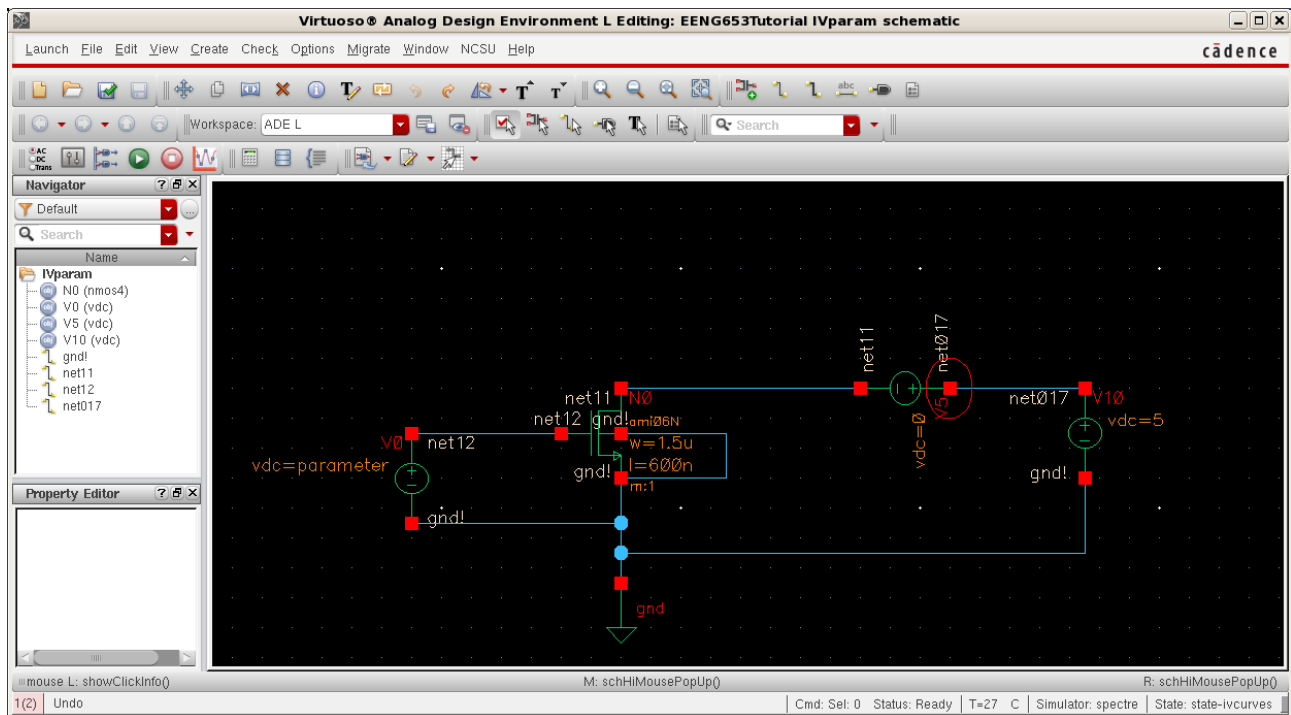 Virtuoso® Analog Design Environment L Editing: EENG653Tutorial IVparam schematic
Launch File Edit View Create Check Options Migrate Window NCSU Help
cādence
Workspace: ADE L
Search
AC
DC
Trans
Navigator
Default
Search
Name
IVparam
N0 (nmos4)
V0 (vdc)
V5 (vdc)
V10 (vdc)
gnd!
net11
net12
net017
Property Editor
net11
net017
net11 N0
net12 gnd! ami06N
w=1.5u
l=600n
m:1
gnd!
V0 net12
vdc=parameter
gnd!
gnd
V5
vdc=0
net017 V10
vdc=5
gnd!
mouse L: showClickInfo() M: schHiMousePopUp() R: schHiMousePopUp()
1(2) Undo Cmd: Sel: 0 Status: Ready T=27 C Simulator: spectre State: state-ivcurves